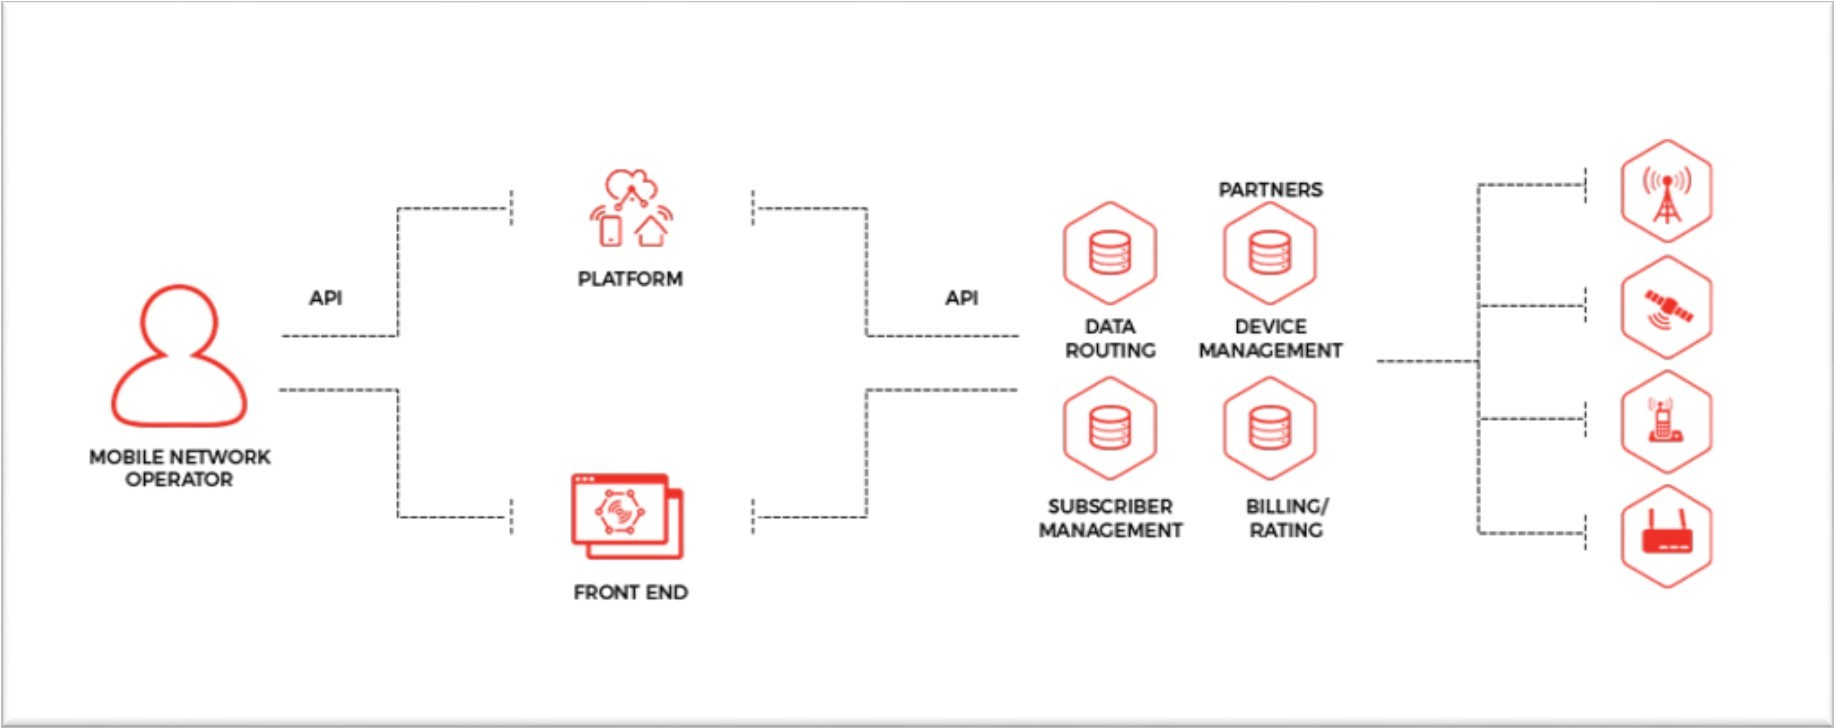 API
MOBILE NETWORK
OPERATOR
PLATFORM
FRONT END
API
PARTNERS
DATA
ROUTING
DEVICE
MANAGEMENT
SUBSCRIBER
MANAGEMENT
BILLING/
RATING